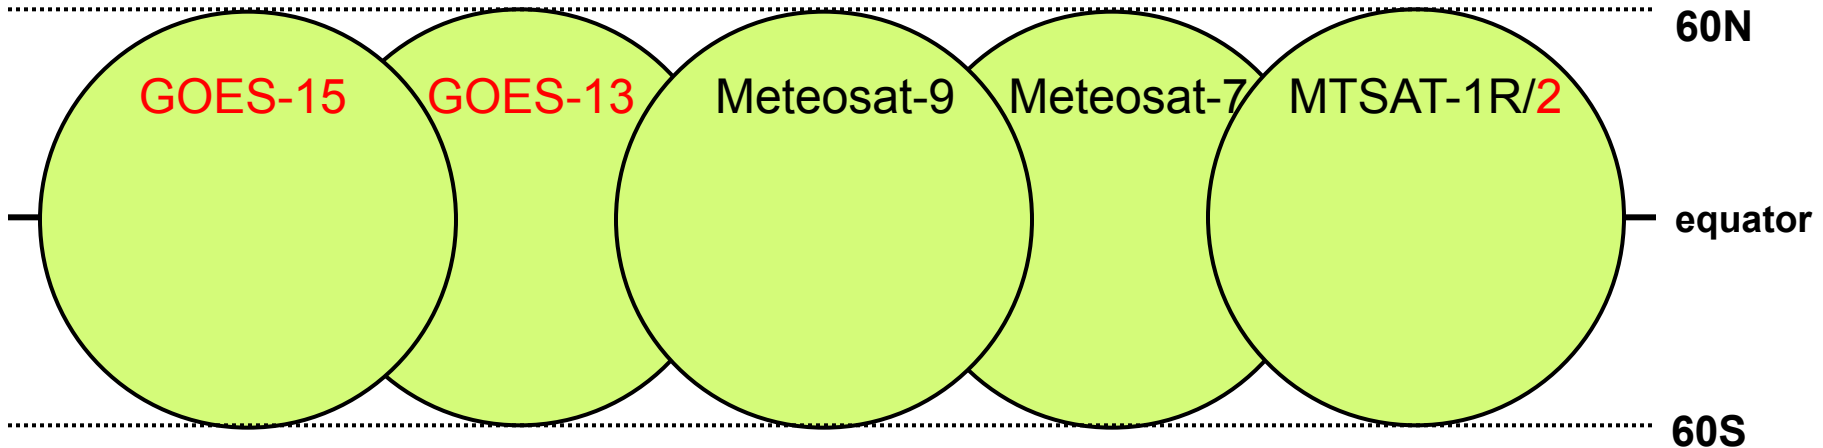 60N
GOES-15 GOES-13 Meteosat-9 Meteosat-7 MTSAT-1R/2
equator
60S